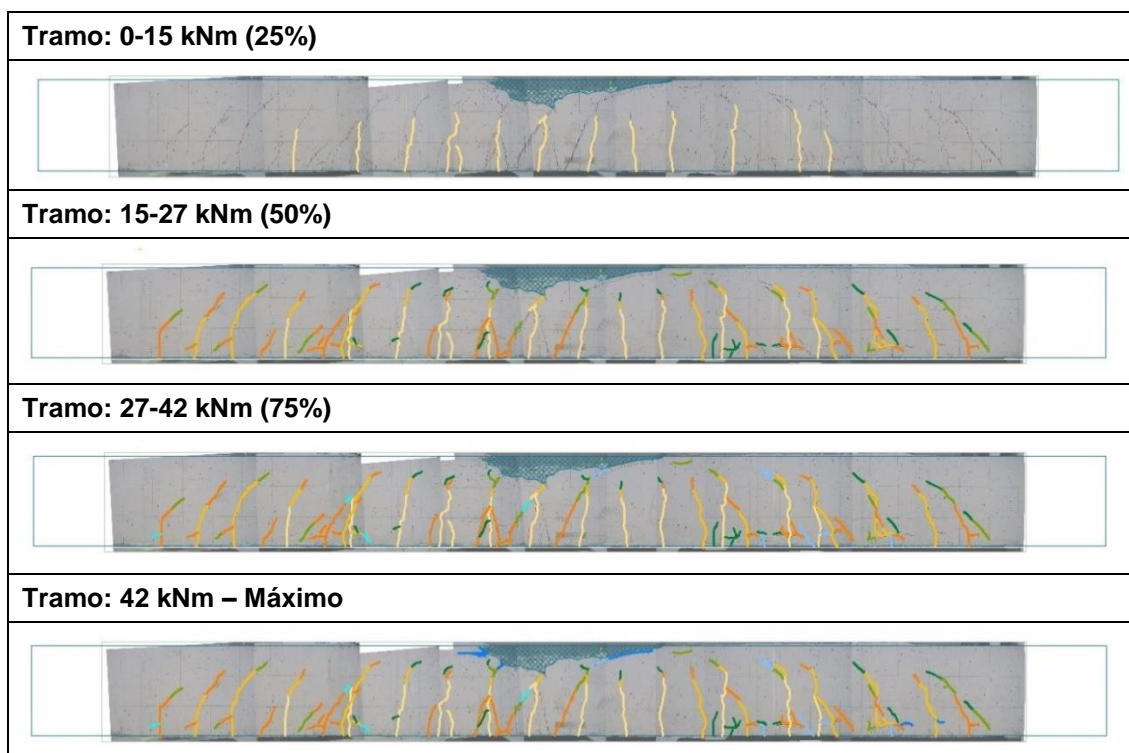 Tramo: 0-15 kNm (25%)
Tramo: 15-27 kNm (50%)
Tramo: 27-42 kNm (75%)
Tramo: 42 kNm – Máximo